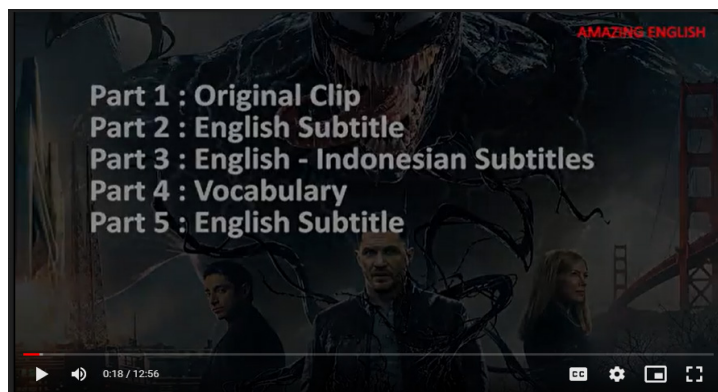 AMAZING ENGLISH
Part 1 : Original Clip
Part 2 : English Subtitle
Part 3 : English - Indonesian Subtitles
Part 4 : Vocabulary
Part 5 : English Subtitle
0:18 / 12:56
CC